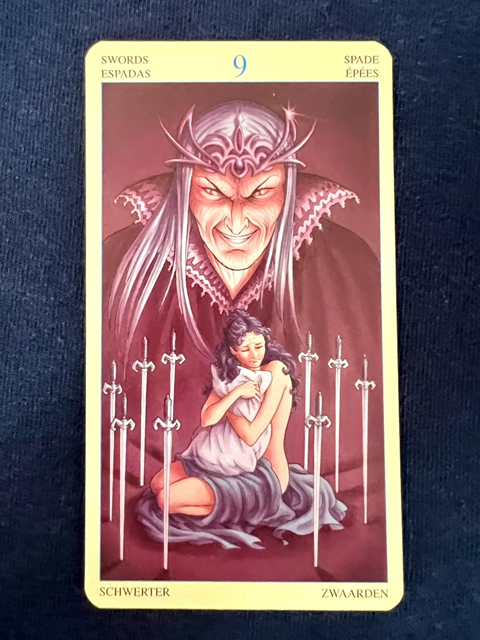 SWORDS
ESPADAS
9
SPADE
ÉPÉES
SCHWERTER
ZWAARDEN